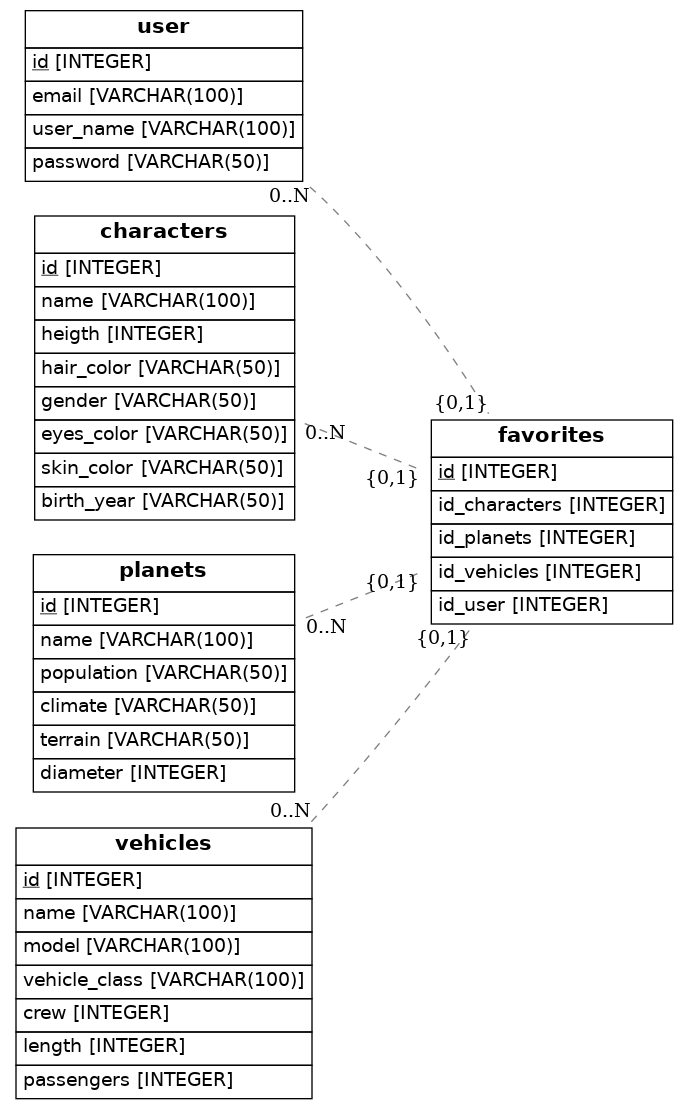 user
id [INTEGER]
email [VARCHAR(100)]
user_name [VARCHAR(100)]
password [VARCHAR(50)]
0..N
characters
id [INTEGER]
name [VARCHAR(100)]
heigth [INTEGER]
hair_color [VARCHAR(50)]
gender [VARCHAR(50)]
eyes_color [VARCHAR(50)]
skin_color [VARCHAR(50)]
birth_year [VARCHAR(50)]
0..N
{0,1}
{0,1}
favorites
id [INTEGER]
id_characters [INTEGER]
id_planets [INTEGER]
id_vehicles [INTEGER]
id_user [INTEGER]
{0,1}
{0,1}
planets
id [INTEGER]
name [VARCHAR(100)]
population [VARCHAR(50)]
climate [VARCHAR(50)]
terrain [VARCHAR(50)]
diameter [INTEGER]
0..N
0..N
vehicles
id [INTEGER]
name [VARCHAR(100)]
model [VARCHAR(100)]
vehicle_class [VARCHAR(100)]
crew [INTEGER]
length [INTEGER]
passengers [INTEGER]